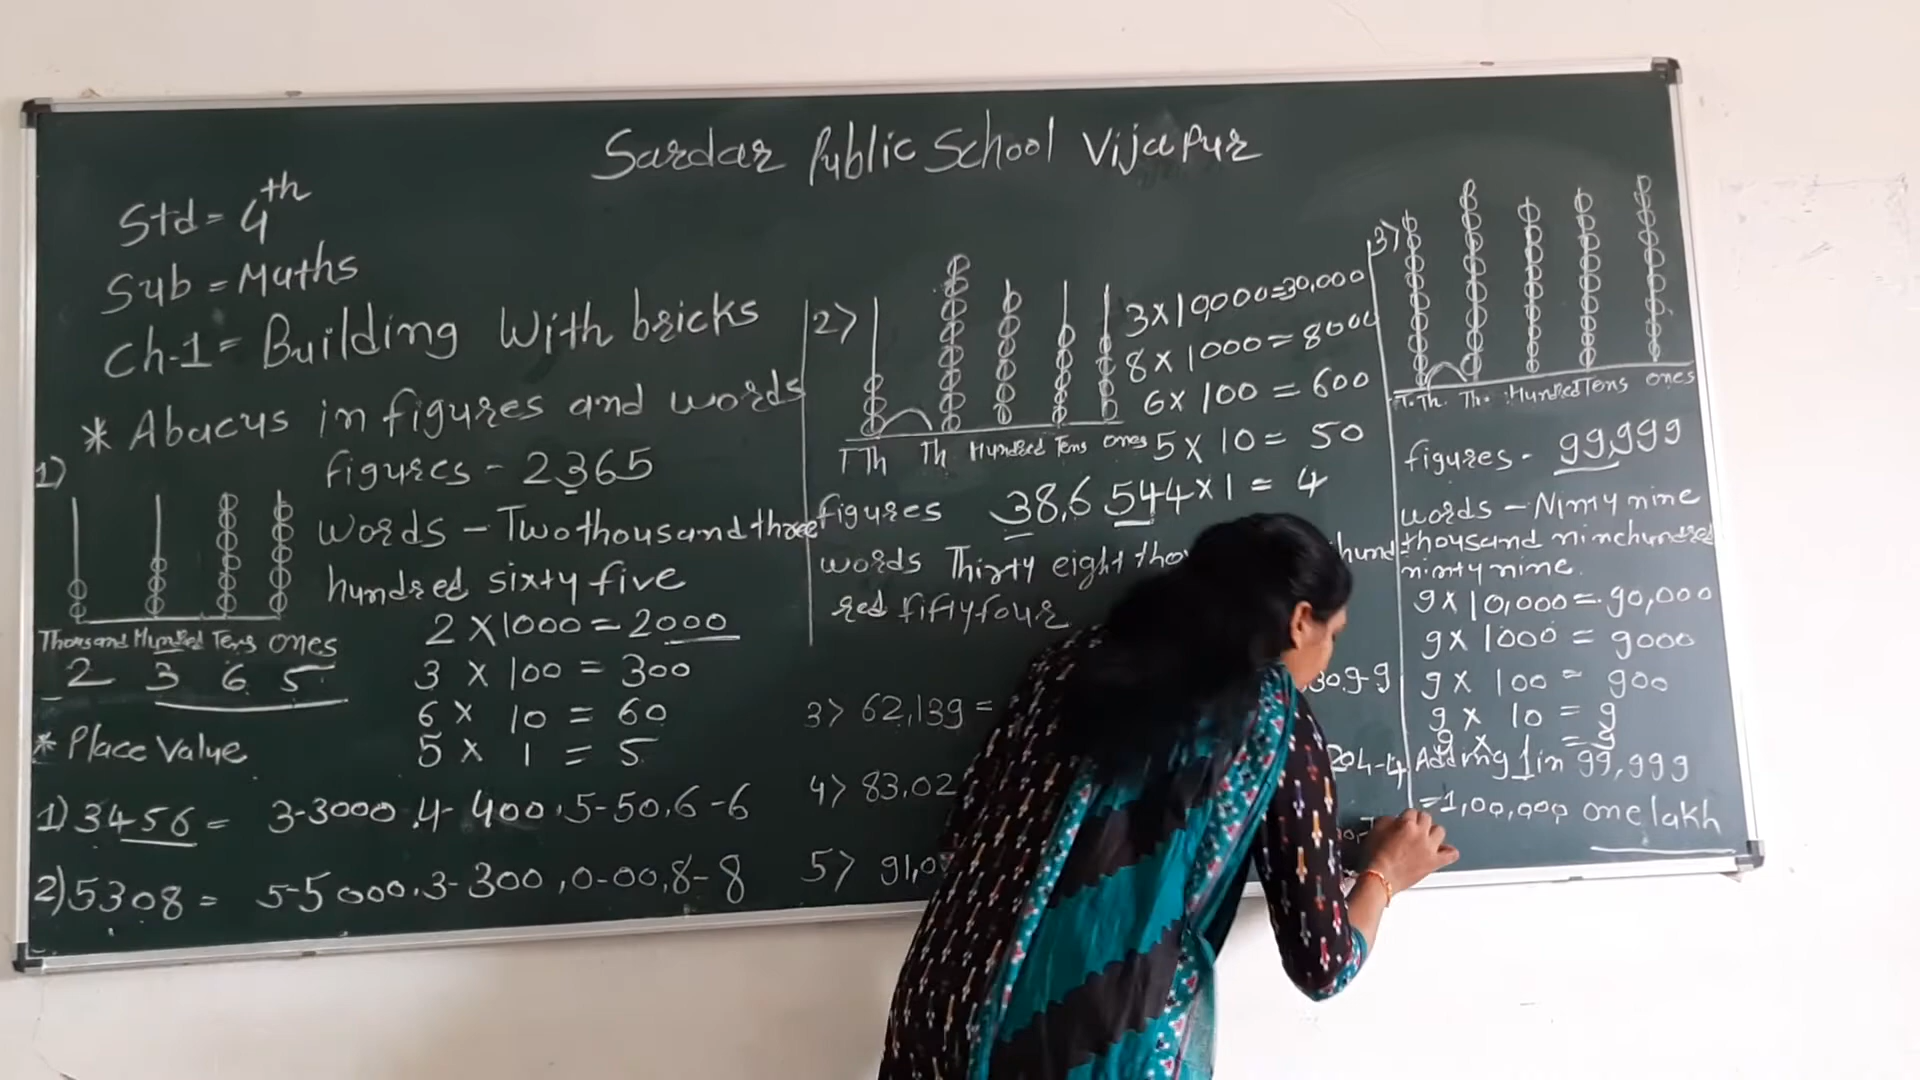 Sardar Public School Vijapur
Std = 4th
Sub = Maths
Ch-1 = Building With bricks
* Abacus in figures and words
1)
figures - 2365
words - Two thousand three
hundred sixty five
Thousand Hundred Tens ones
2 3 6 5
2 X 1000 = 2000
3 X 100 = 300
6 X 10 = 60
5 X 1 = 5
* Place Value
1) 3456 = 3-3000.4-400.5-50.6-6
2) 5308 = 5-5000.3-300,0-00,8-8
2)
3 X 10000 = 30,000
8 X 1000 = 8000
6 X 100 = 600
5 X 10 = 50
4 X 1 = 4
T.Th Th Hundred Tens ones
figures 38,654
words Thirty eight
red fifty four
3) 62,139 =
4) 83,02
5) 91,0
3)
T.Th. Th. Hundred Tens ones
figures - 99,999
words - Ninty nine
thousand ninehundred
ninty nine.
9 X 10,000 = 90,000
9 X 1000 = 9000
9 X 100 = 900
9 X 10 = 9
9 X 1 = 9
Adding 1 in 99,999
= 1,00,000 one lakh